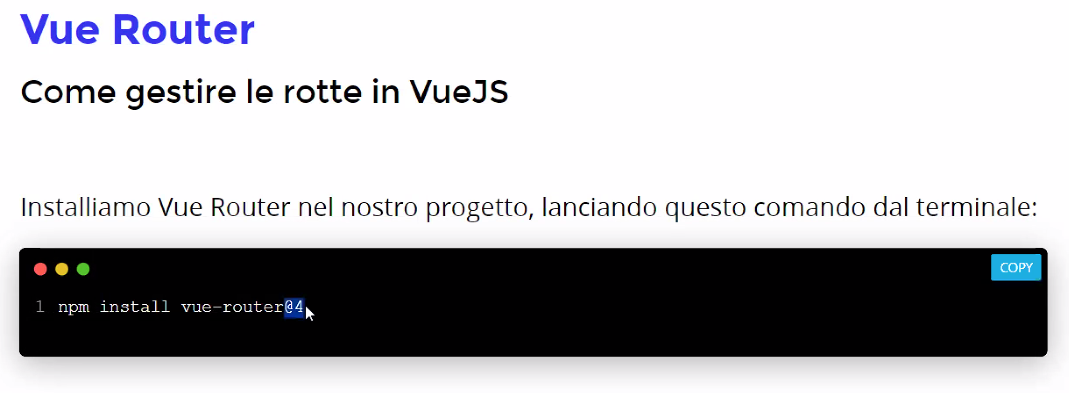 Vue Router
Come gestire le rotte in VueJS
Installiamo Vue Router nel nostro progetto, lanciando questo comando dal terminale:
COPY
1 npm install vue-router@4